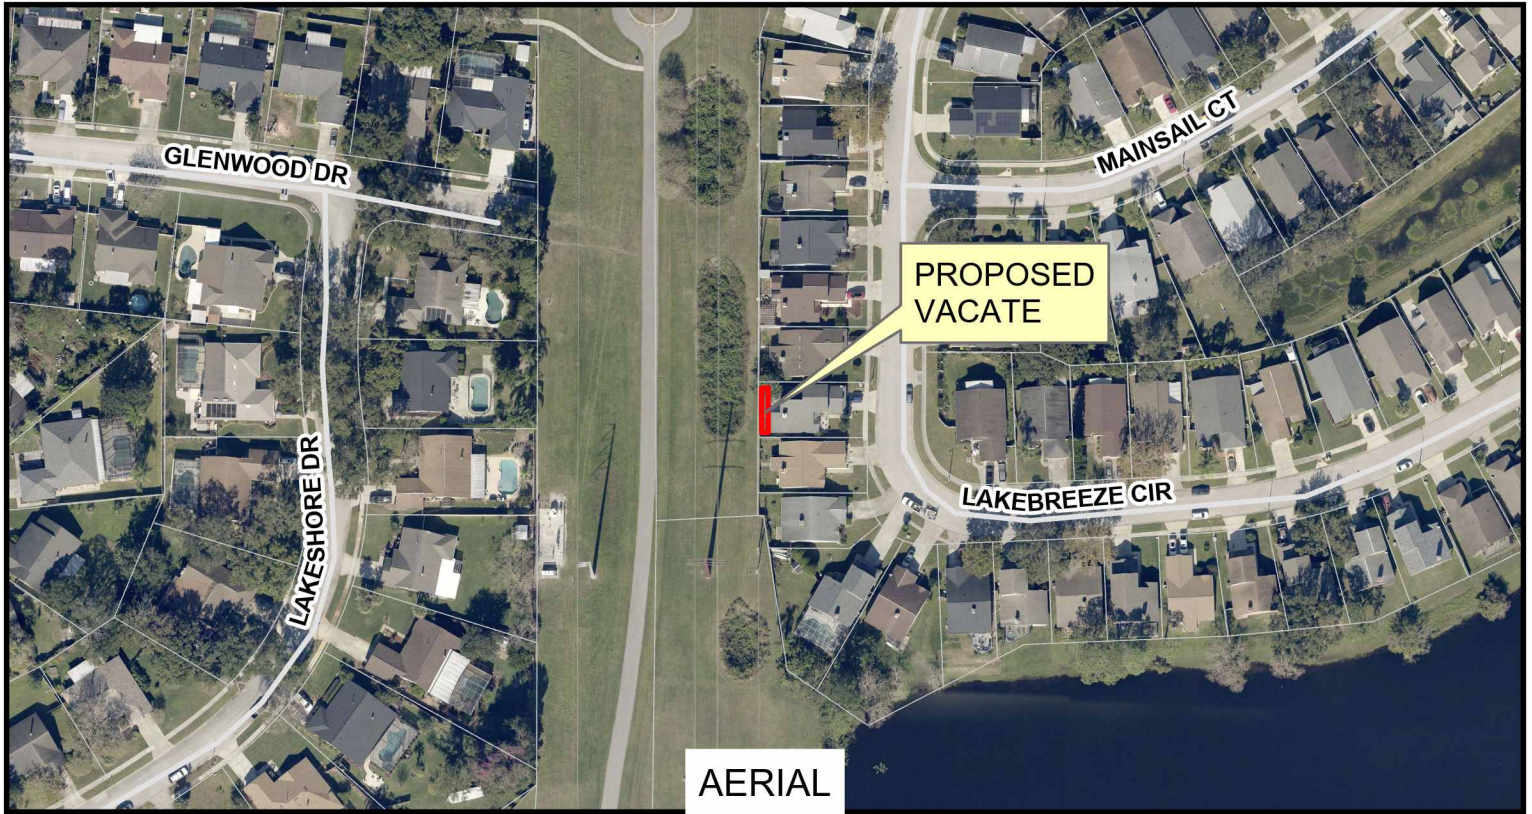 GLENWOOD DR
MAINSAIL CT
PROPOSED
VACATE
LAKESHORE DR
LAKEBREEZE CIR
AERIAL